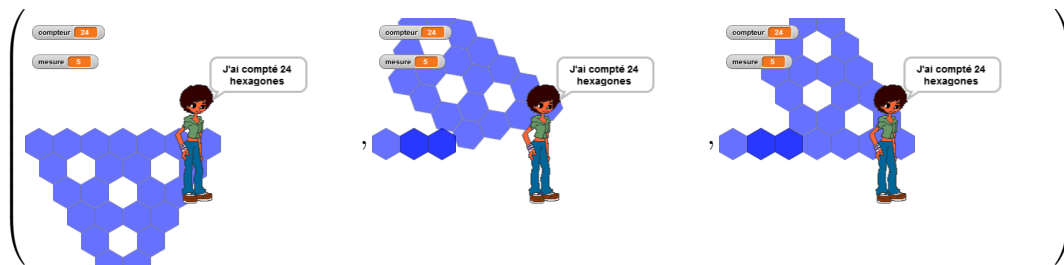 compteur 24
mesure 5
J'ai compté 24
hexagones
,
compteur 24
mesure 5
J'ai compté 24
hexagones
,
compteur 24
mesure 5
J'ai compté 24
hexagones